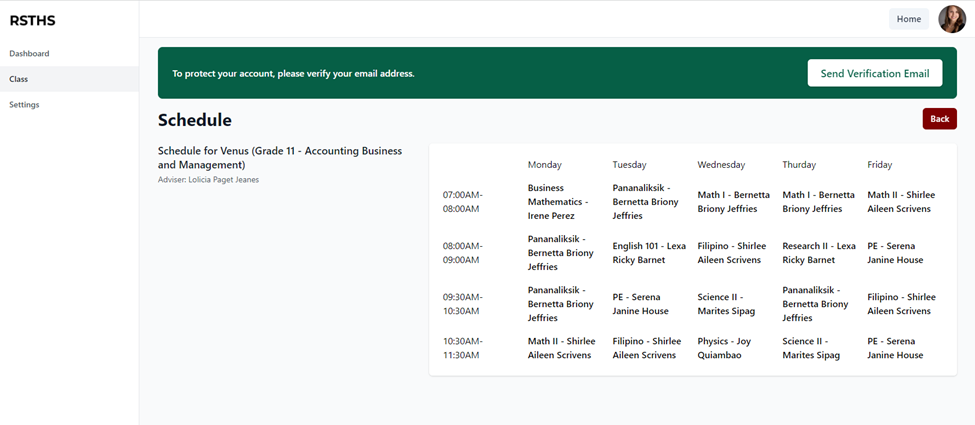 RSTHS
Home
Dashboard
Class
Settings
To protect your account, please verify your email address.
Send Verification Email
Schedule
Back
Schedule for Venus (Grade 11 - Accounting Business
and Management)
Adviser: Lolicia Paget Jeanes
Monday Tuesday Wednesday Thurday Friday
07:00AM-
08:00AM
Business
Mathematics -
Irene Perez
Pananaliksik -
Bernetta Briony
Jeffries
Math I - Bernetta
Briony Jeffries
Math I - Bernetta
Briony Jeffries
Math II - Shirlee
Aileen Scrivens
08:00AM-
09:00AM
Pananaliksik -
Bernetta Briony
Jeffries
English 101 - Lexa
Ricky Barnet
Filipino - Shirlee
Aileen Scrivens
Research II - Lexa
Ricky Barnet
PE - Serena
Janine House
09:30AM-
10:30AM
Pananaliksik -
Bernetta Briony
Jeffries
PE - Serena
Janine House
Science II -
Marites Sipag
Pananaliksik -
Bernetta Briony
Jeffries
Filipino - Shirlee
Aileen Scrivens
10:30AM-
11:30AM
Math II - Shirlee
Aileen Scrivens
Filipino - Shirlee
Aileen Scrivens
Physics - Joy
Quiambao
Science II -
Marites Sipag
PE - Serena
Janine House